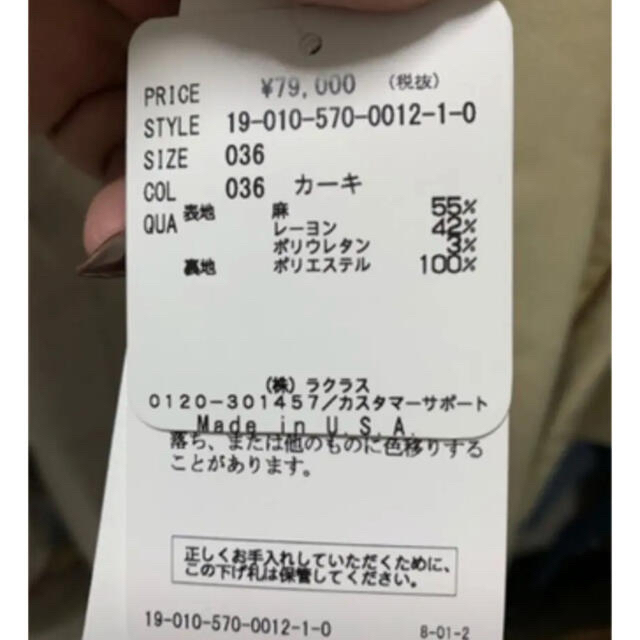 PRICE ¥79,000 (税抜)
STYLE 19-010-570-0012-1-0
SIZE 036
COL 036 カーキ
QUA 表地 麻 55%
レーヨン 42%
ポリウレタン 3%
裏地 ポリエステル 100%
(株) ラクラス
0120-301457/カスタマーサポート
Made in U.S.A.
落ち、または他のものに色移りする
ことがあります。
正しくお手入れしていただくために、
この下げ札は保管してください。
19-010-570-0012-1-0 8-01-2